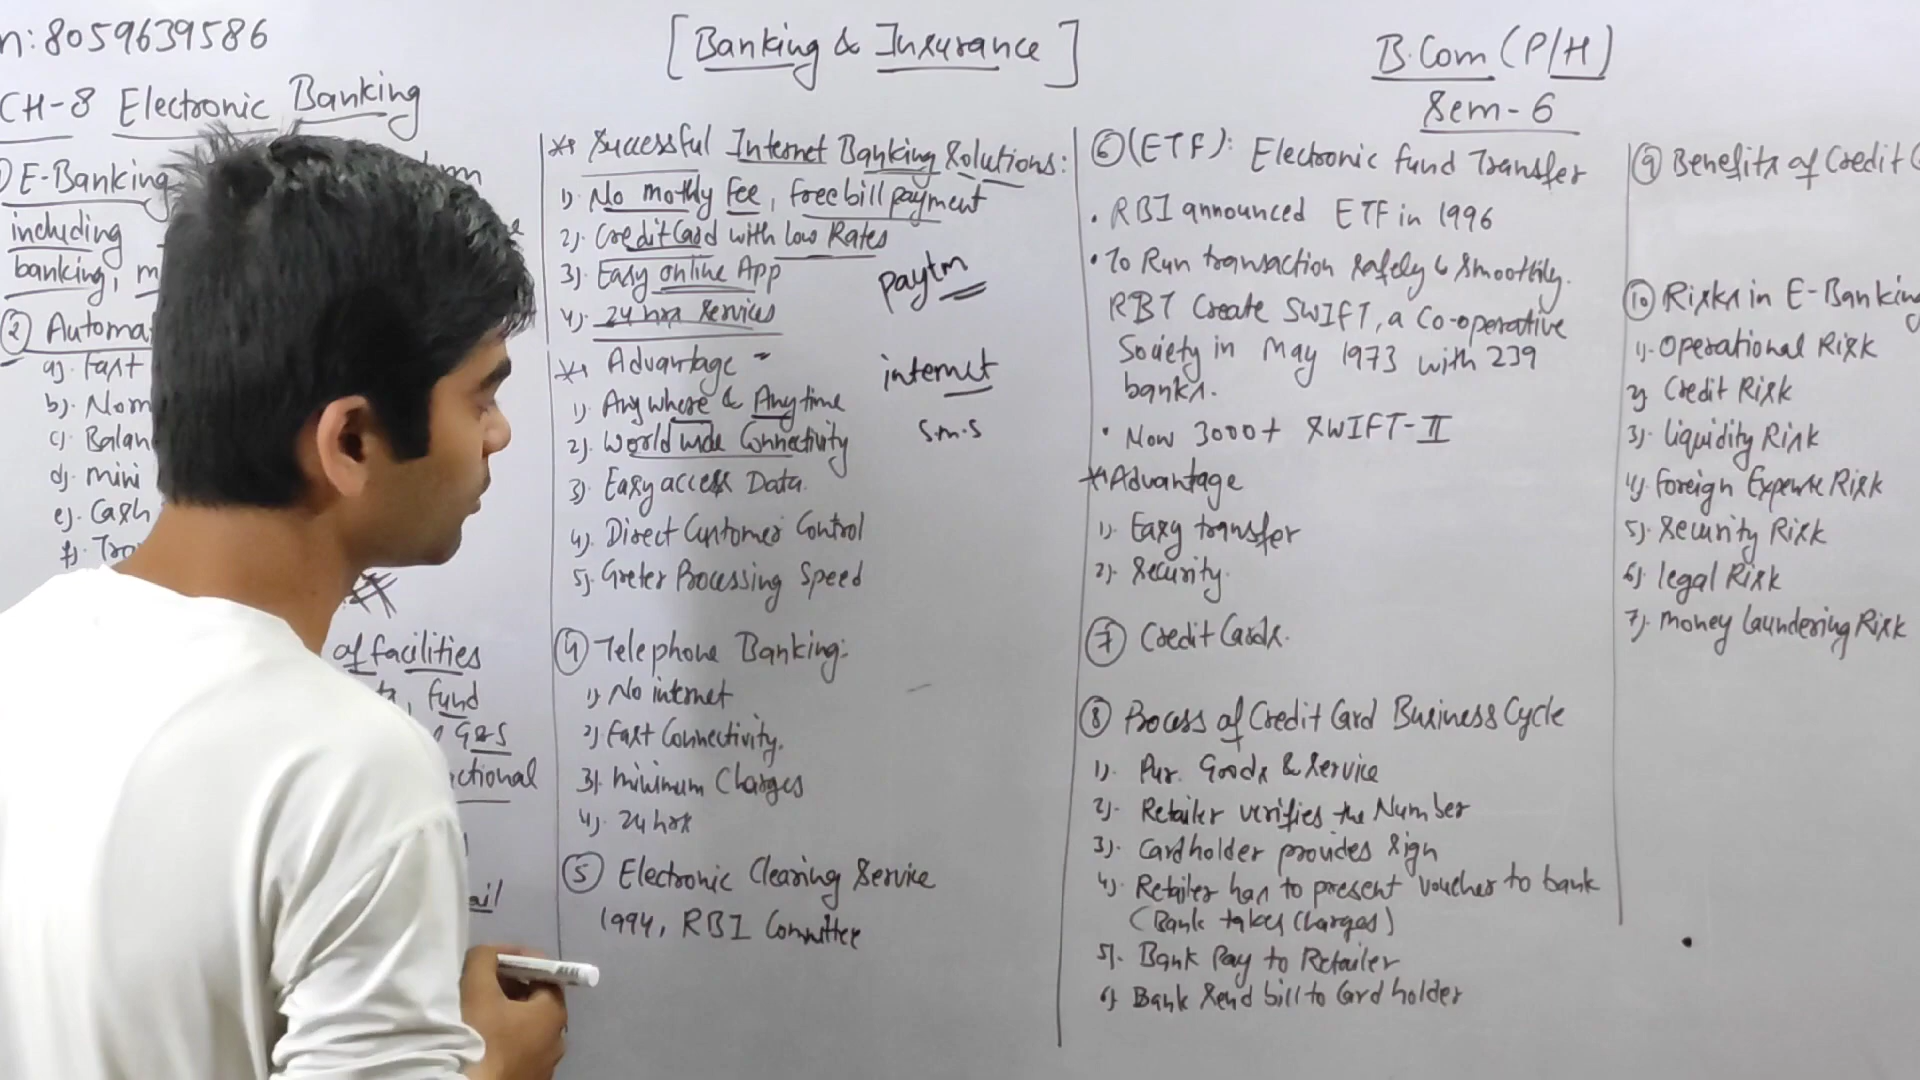 n: 8059639586
[Banking & Insurance]
B.Com (P/H)
Sem-6
CH-8 Electronic Banking
1) E-Banking
including
banking,
② Automa
a). Fast
b). Nom
c). Balan
d). mini
e). Cash
f). Tra
of facilities
, fund
Gas
ctional
ail
** Successful Internet Banking Solutions:
1). No mothly fee, free bill payment
2). Credit Card with low Rates
3). Easy online App
4). 24 hrs Services
paytm
internet
S.m.S
** Advantage -
1). Anywhere & Anytime
2). World wide Connectivity
3). Easy access Data.
4). Direct Customer Control
5). Greter Processing Speed
④ Telephone Banking:
1). No internet
2). Fast Connectivity.
3). minimum Charges
4). 24 hrs
⑤ Electronic Clearing Service
1994, RBI Committee
⑥ (ETF): Electronic fund Transfer
• RBI announced ETF in 1996
• To Run transaction safely & smoothily.
RBI Create SWIFT, a Co-operative
Society in May 1973 with 239
banks.
• Now 3000+ SWIFT-II
* Advantage
1). Easy transfer
2). Security.
⑦ Credit Cards.
⑧ Process of Credit Card Business Cycle
1). Pur. Goods & Service
2). Retailer verifies the Number
3). Cardholder provides sign
4). Retailer has to present voucher to bank
(Bank takes Charges)
5). Bank Pay to Retailer
6). Bank Send bill to Card holder
⑨ Benefits of Credit C
⑩ Risks in E-Banking
1). Operational Risk
2). Credit Risk
3). liquidity Risk
4). foreign Expense Risk
5). Security Risk
6). legal Risk
7). money laundering Risk